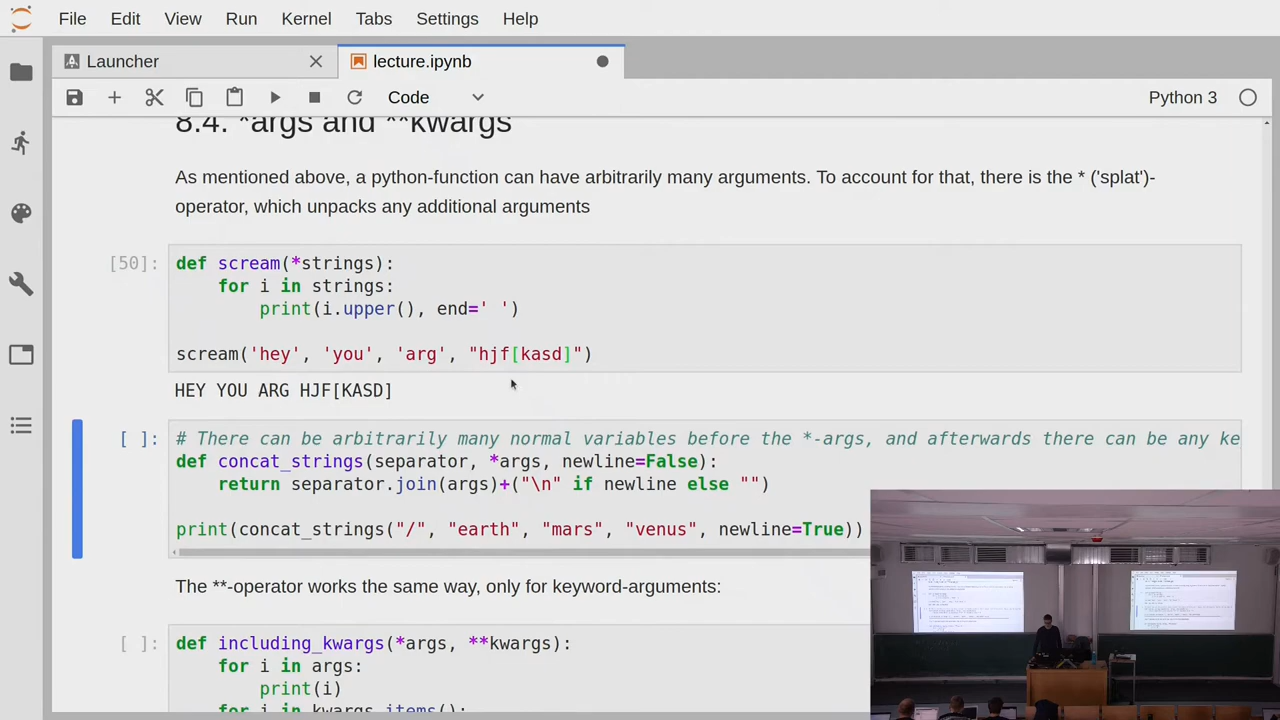 File Edit View Run Kernel Tabs Settings Help
Launcher
lecture.ipynb
Code
Python 3
8.4. *args and **kwargs
As mentioned above, a python-function can have arbitrarily many arguments. To account for that, there is the * ('splat')-
operator, which unpacks any additional arguments
[50]:
def scream(*strings):
for i in strings:
print(i.upper(), end=' ')
scream('hey', 'you', 'arg', "hjf[kasd]")
HEY YOU ARG HJF[KASD]
[ ]:
# There can be arbitrarily many normal variables before the *-args, and afterwards there can be any ke
def concat_strings(separator, *args, newline=False):
return separator.join(args)+("\n" if newline else "")
print(concat_strings("/", "earth", "mars", "venus", newline=True))
The ** operator works the same way, only for keyword-arguments:
[ ]:
def including_kwargs(*args, **kwargs):
for i in args:
print(i)
for i in kwargs.items():